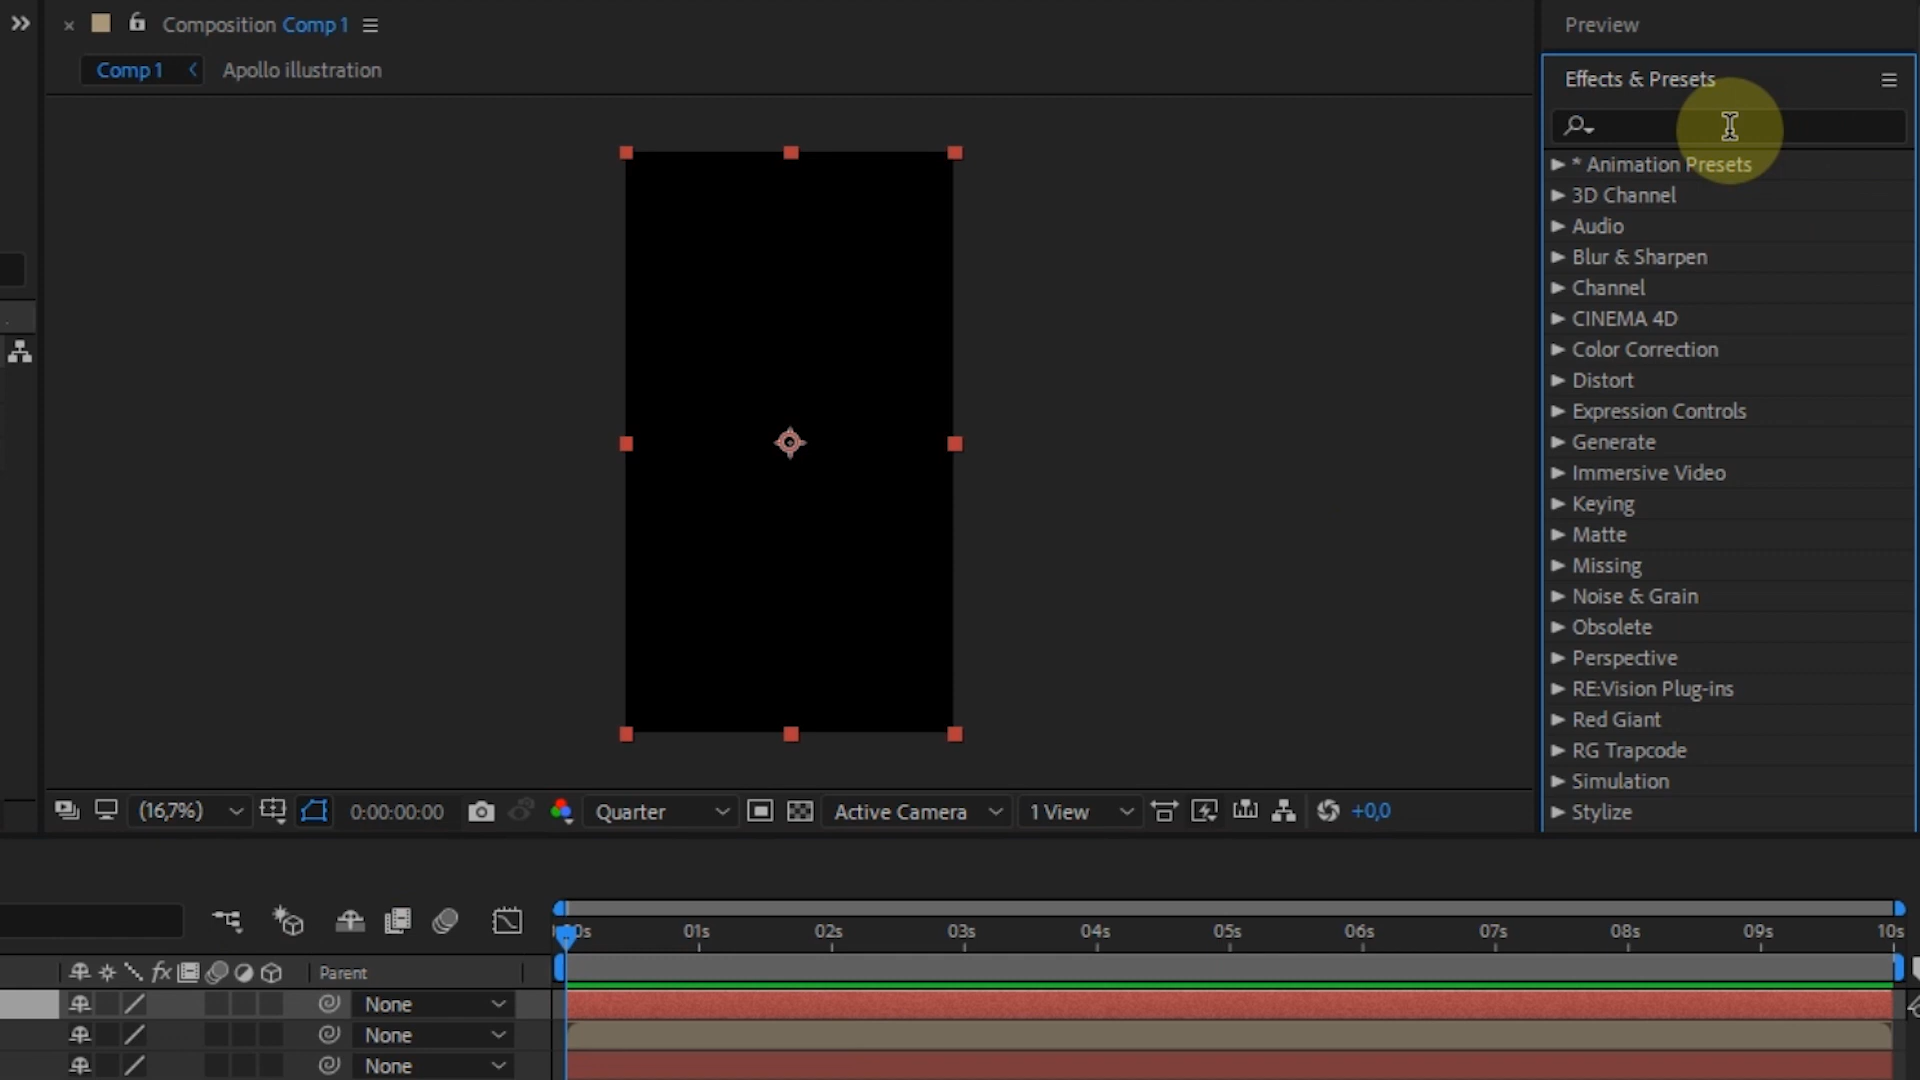 Composition Comp 1
Comp 1
Apollo illustration
Preview
Effects & Presets
* Animation Presets
3D Channel
Audio
Blur & Sharpen
Channel
CINEMA 4D
Color Correction
Distort
Expression Controls
Generate
Immersive Video
Keying
Matte
Missing
Noise & Grain
Obsolete
Perspective
RE:Vision Plug-ins
Red Giant
RG Trapcode
Simulation
Stylize
(16,7%)
0:00:00:00
Quarter
Active Camera
1 View
+0,0
01s 02s 03s 04s 05s 06s 07s 08s 09s 10s
fx
Parent
None
None
None